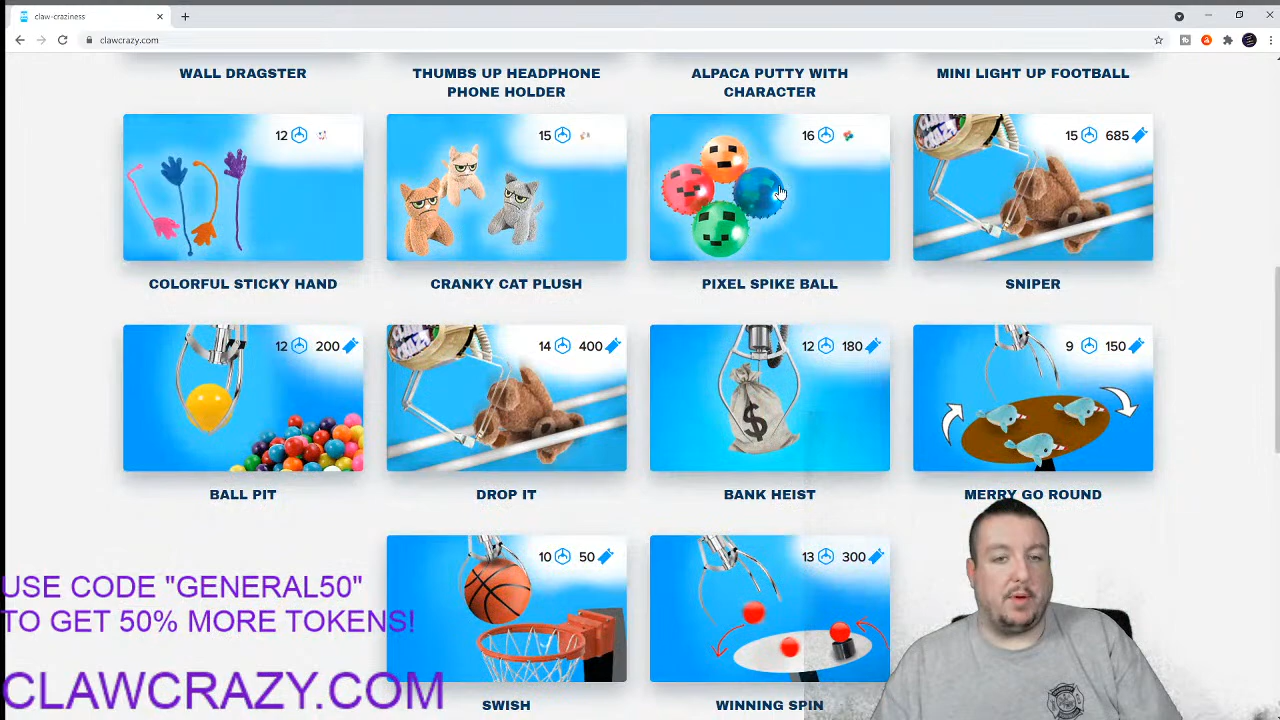 claw-craziness
clawcrazy.com
WALL DRAGSTER
THUMBS UP HEADPHONE
PHONE HOLDER
ALPACA PUTTY WITH
CHARACTER
MINI LIGHT UP FOOTBALL
12
15
16
15 685
COLORFUL STICKY HAND
CRANKY CAT PLUSH
PIXEL SPIKE BALL
SNIPER
12 200
14 400
12 180
9 150
$
BALL PIT
DROP IT
BANK HEIST
MERRY GO ROUND
10 50
13 300
SWISH
WINNING SPIN
USE CODE "GENERAL50"
TO GET 50% MORE TOKENS!
CLAWCRAZY.COM